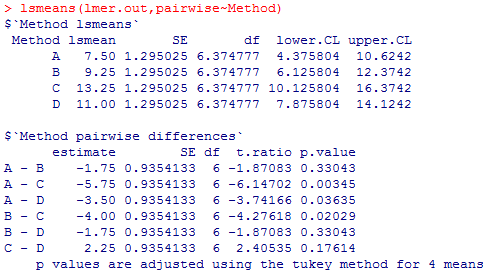 > lsmeans(lmer.out,pairwise~Method)
$`Method lsmeans`
Method lsmean SE df lower.CL upper.CL
A 7.50 1.295025 6.374777 4.375804 10.6242
B 9.25 1.295025 6.374777 6.125804 12.3742
C 13.25 1.295025 6.374777 10.125804 16.3742
D 11.00 1.295025 6.374777 7.875804 14.1242
$`Method pairwise differences`
estimate SE df t.ratio p.value
A - B -1.75 0.9354133 6 -1.87083 0.33043
A - C -5.75 0.9354133 6 -6.14702 0.00345
A - D -3.50 0.9354133 6 -3.74166 0.03635
B - C -4.00 0.9354133 6 -4.27618 0.02029
B - D -1.75 0.9354133 6 -1.87083 0.33043
C - D 2.25 0.9354133 6 2.40535 0.17614
p values are adjusted using the tukey method for 4 means